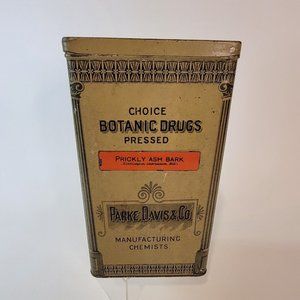 CHOICE
BOTANIC DRUGS
PRESSED
PRICKLY ASH BARK
PARKE, DAVIS & CO.
MANUFACTURING
CHEMISTS